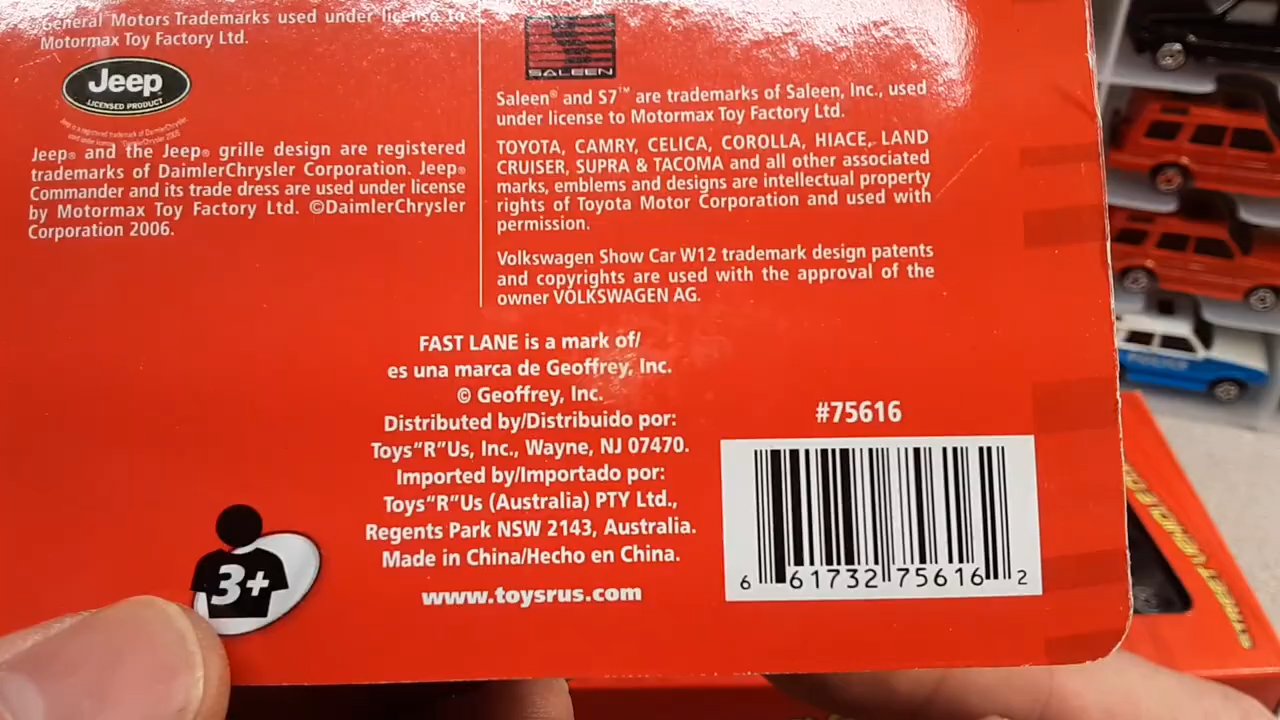 General Motors Trademarks used under license to
Motormax Toy Factory Ltd.
Jeep
LICENSED PRODUCT
Jeep® and the Jeep® grille design are registered
trademarks of DaimlerChrysler Corporation. Jeep®
Commander and its trade dress are used under license
by Motormax Toy Factory Ltd. ©DaimlerChrysler
Corporation 2006.
SALEEN
Saleen® and S7™ are trademarks of Saleen, Inc., used
under license to Motormax Toy Factory Ltd.
TOYOTA, CAMRY, CELICA, COROLLA, HIACE, LAND
CRUISER, SUPRA & TACOMA and all other associated
marks, emblems and designs are intellectual property
rights of Toyota Motor Corporation and used with
permission.
Volkswagen Show Car W12 trademark design patents
and copyrights are used with the approval of the
owner VOLKSWAGEN AG.
FAST LANE is a mark of/
es una marca de Geoffrey, Inc.
© Geoffrey, Inc.
Distributed by/Distribuido por:
Toys"R"Us, Inc., Wayne, NJ 07470.
Imported by/Importado por:
Toys"R"Us (Australia) PTY Ltd.,
Regents Park NSW 2143, Australia.
Made in China/Hecho en China.
www.toysrus.com
3+
#75616
6 61732 75616 2